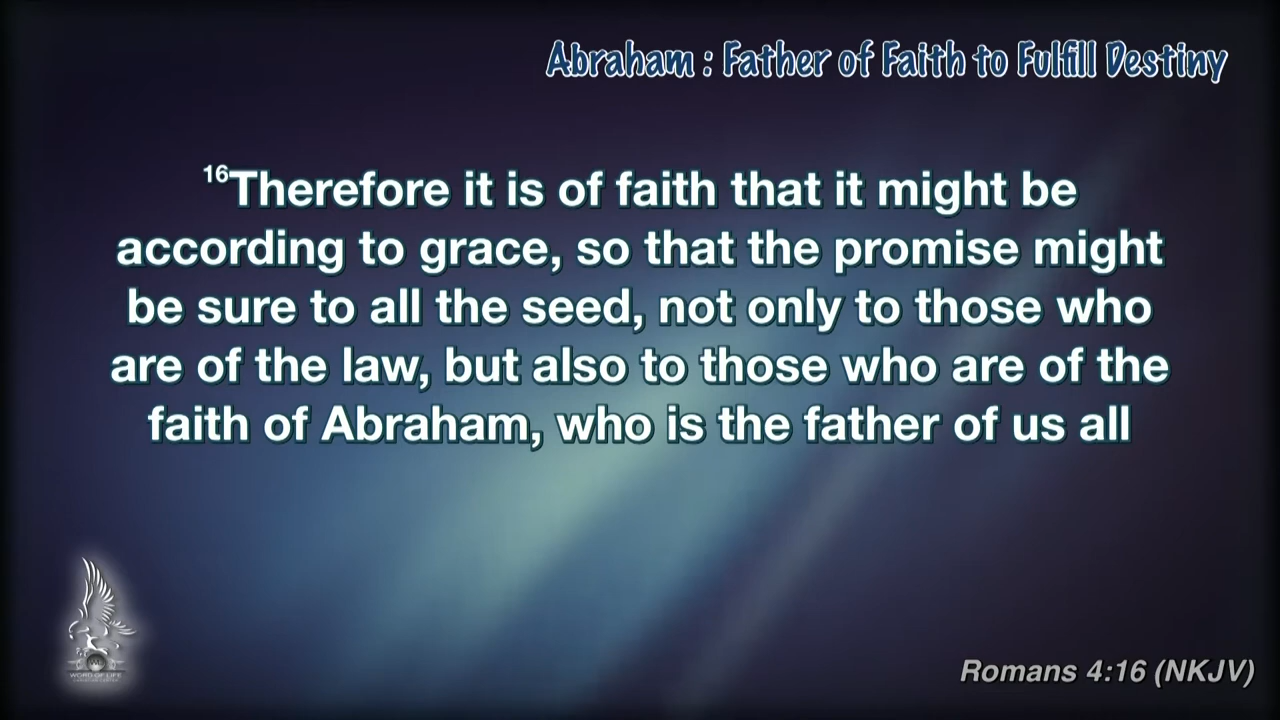 Abraham : Father of Faith to Fulfill Destiny
16Therefore it is of faith that it might be
according to grace, so that the promise might
be sure to all the seed, not only to those who
are of the law, but also to those who are of the
faith of Abraham, who is the father of us all
WORD OF LIFE
Romans 4:16 (NKJV)